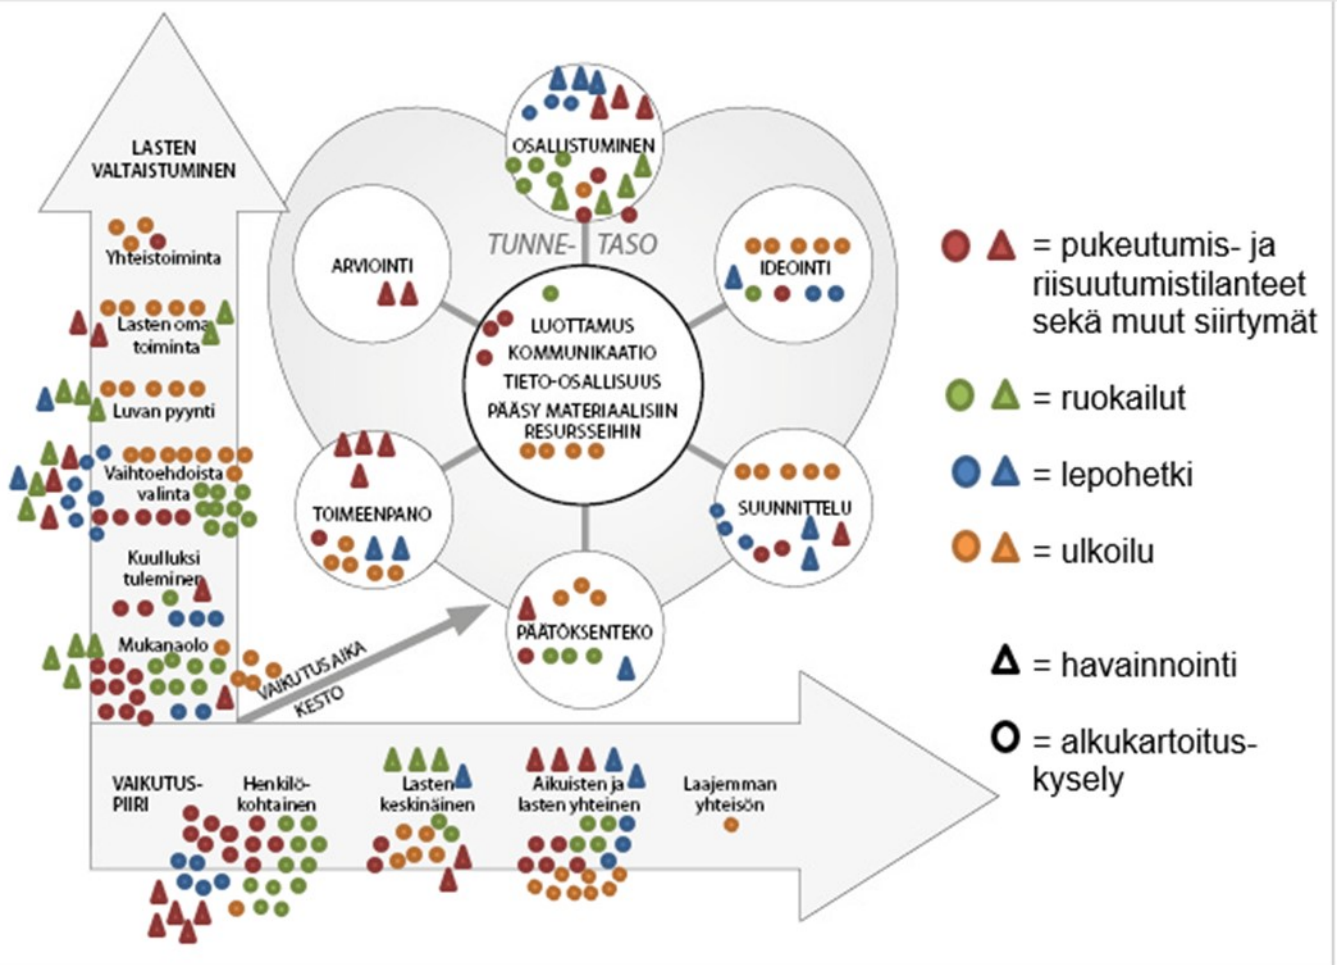 LASTEN
VALTAISTUMINEN
Yhteistoiminta
Lasten oma
toiminta
Luvan pyynti
Vaihtoehdoista
valinta
Kuulluksi
tuleminen
Mukanaolo
OSALLISTUMINEN
TUNNE- TASO
ARVIOINTI
IDEOINTI
LUOTTAMUS
KOMMUNIKAATIO
TIETO-OSALLISUUS
PÄÄSY MATERIAALISIIN
RESURSSEIHIN
TOIMEENPANO
SUUNNITTELU
PÄÄTÖKSENTEKO
VAIKUTUSAIKA
KESTO
VAIKUTUS-
PIIRI
Henkilö-
kohtainen
Lasten
keskinäinen
Aikuisten ja
lasten yhteinen
Laajemman
yhteisön
= pukeutumis- ja
riisuutumistilanteet
sekä muut siirtymät
= ruokailut
= lepohetki
= ulkoilu
= havainnointi
= alkukartoitus-
kysely